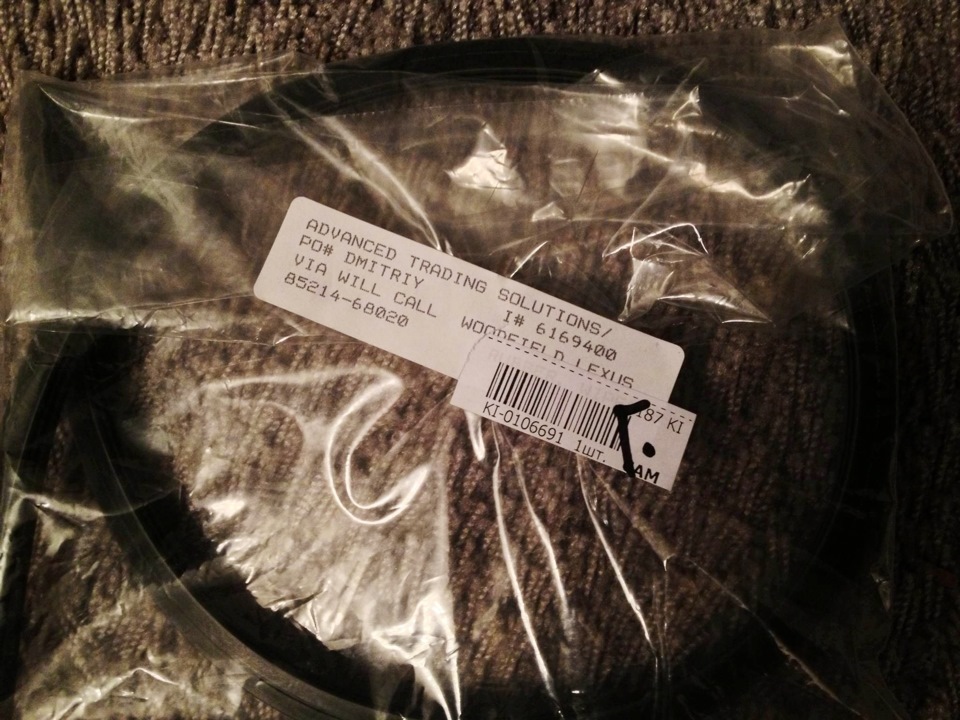 ADVANCED TRADING SOLUTIONS/
PO# DMITRIY I# 6169400
VIA WILL CALL WOODFIELD LEXUS
85214-68020
187 KI
KI-0106691 1шт.
AM